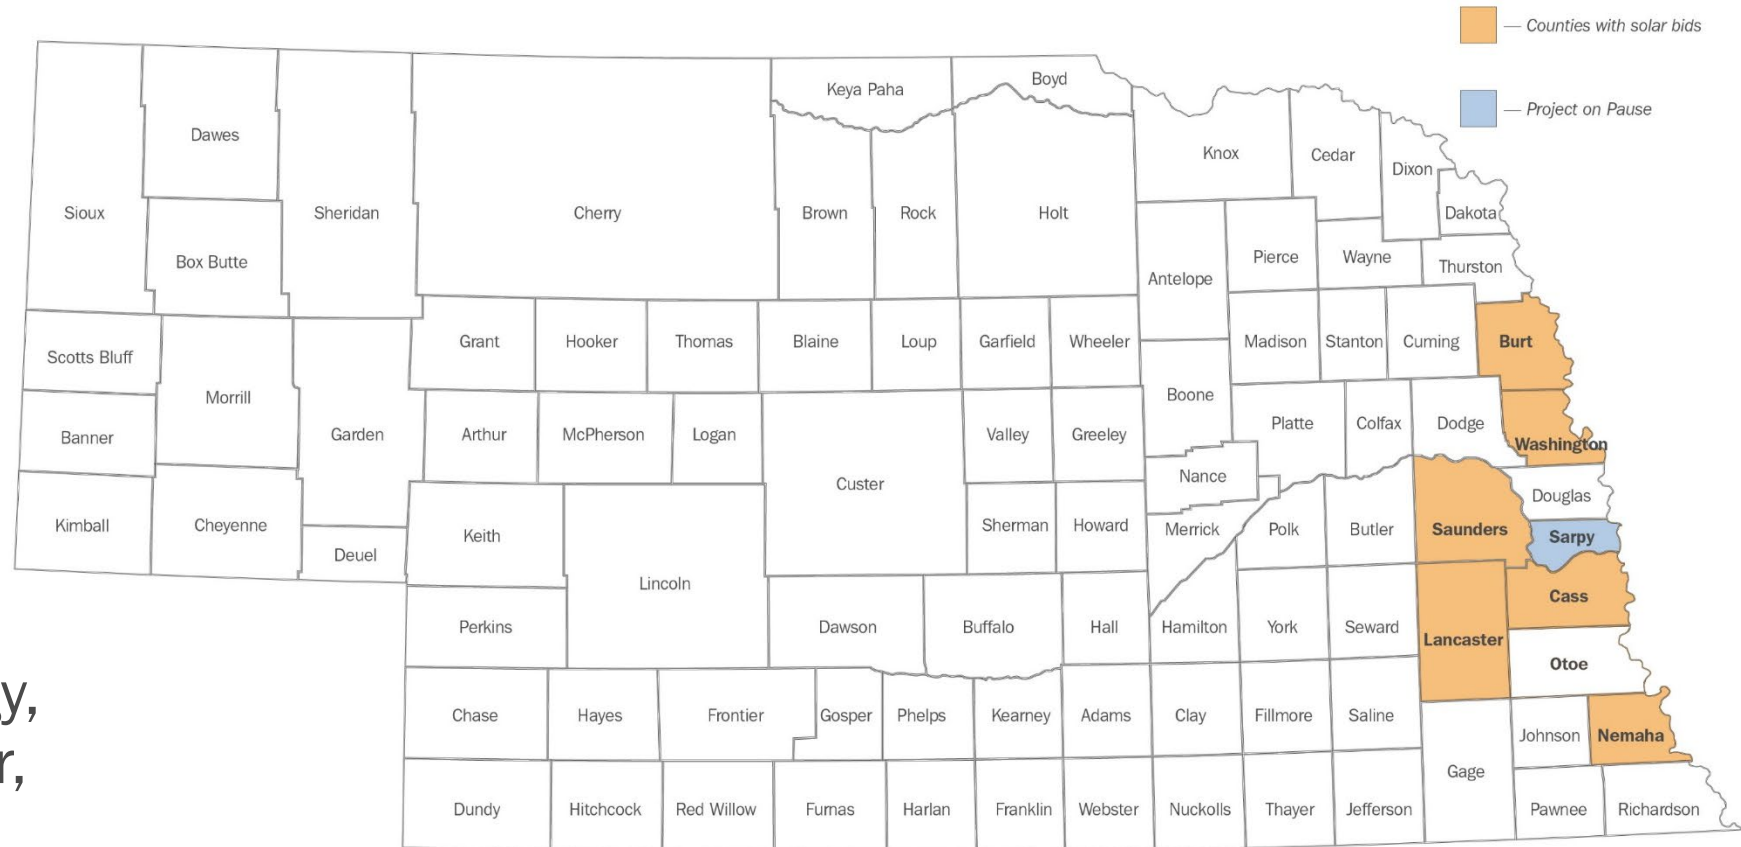 Counties with solar bids
Project on Pause
Keya Paha
Boyd
Dawes
Sioux
Sheridan
Cherry
Brown
Rock
Holt
Knox
Cedar
Dixon
Dakota
Box Butte
Antelope
Pierce
Wayne
Thurston
Scotts Bluff
Morrill
Garden
Grant
Hooker
Thomas
Blaine
Loup
Garfield
Wheeler
Madison
Stanton
Cuming
Burt
Boone
Banner
Arthur
McPherson
Logan
Custer
Valley
Greeley
Platte
Colfax
Dodge
Washington
Nance
Kimball
Cheyenne
Deuel
Keith
Lincoln
Sherman
Howard
Merrick
Polk
Butler
Saunders
Douglas
Sarpy
Perkins
Dawson
Buffalo
Hall
Hamilton
York
Seward
Lancaster
Cass
Otoe
y,
r,
Chase
Hayes
Frontier
Gosper
Phelps
Kearney
Adams
Clay
Fillmore
Saline
Gage
Johnson
Nemaha
Dundy
Hitchcock
Red Willow
Furnas
Harlan
Franklin
Webster
Nuckolls
Thayer
Jefferson
Pawnee
Richardson